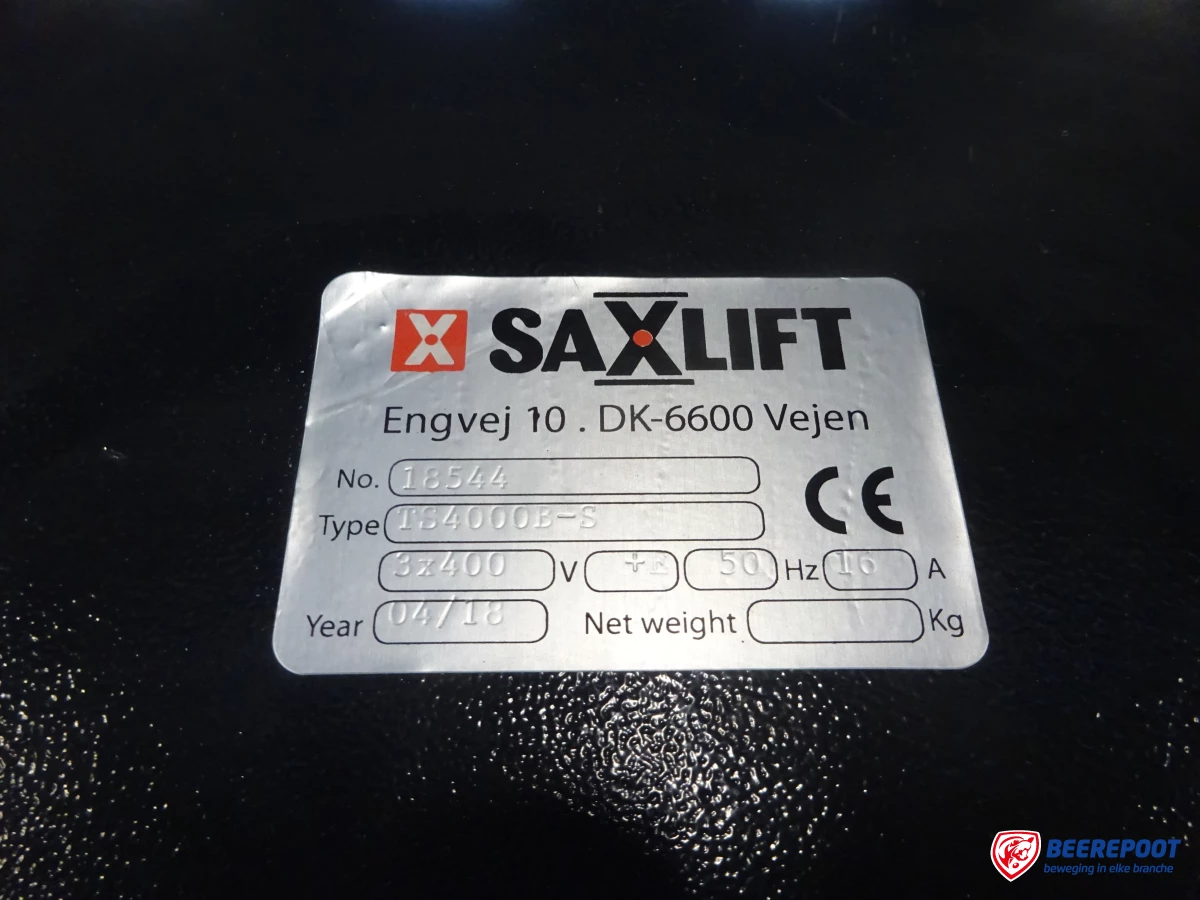 SAXLIFT
Engvej 10 . DK-6600 Vejen
No. 18544
Type TS4000B-S
3x400 V +E 50 Hz 16 A
Year 04/18 Net weight Kg
CE
BEEREPOOT
beweging in elke branche